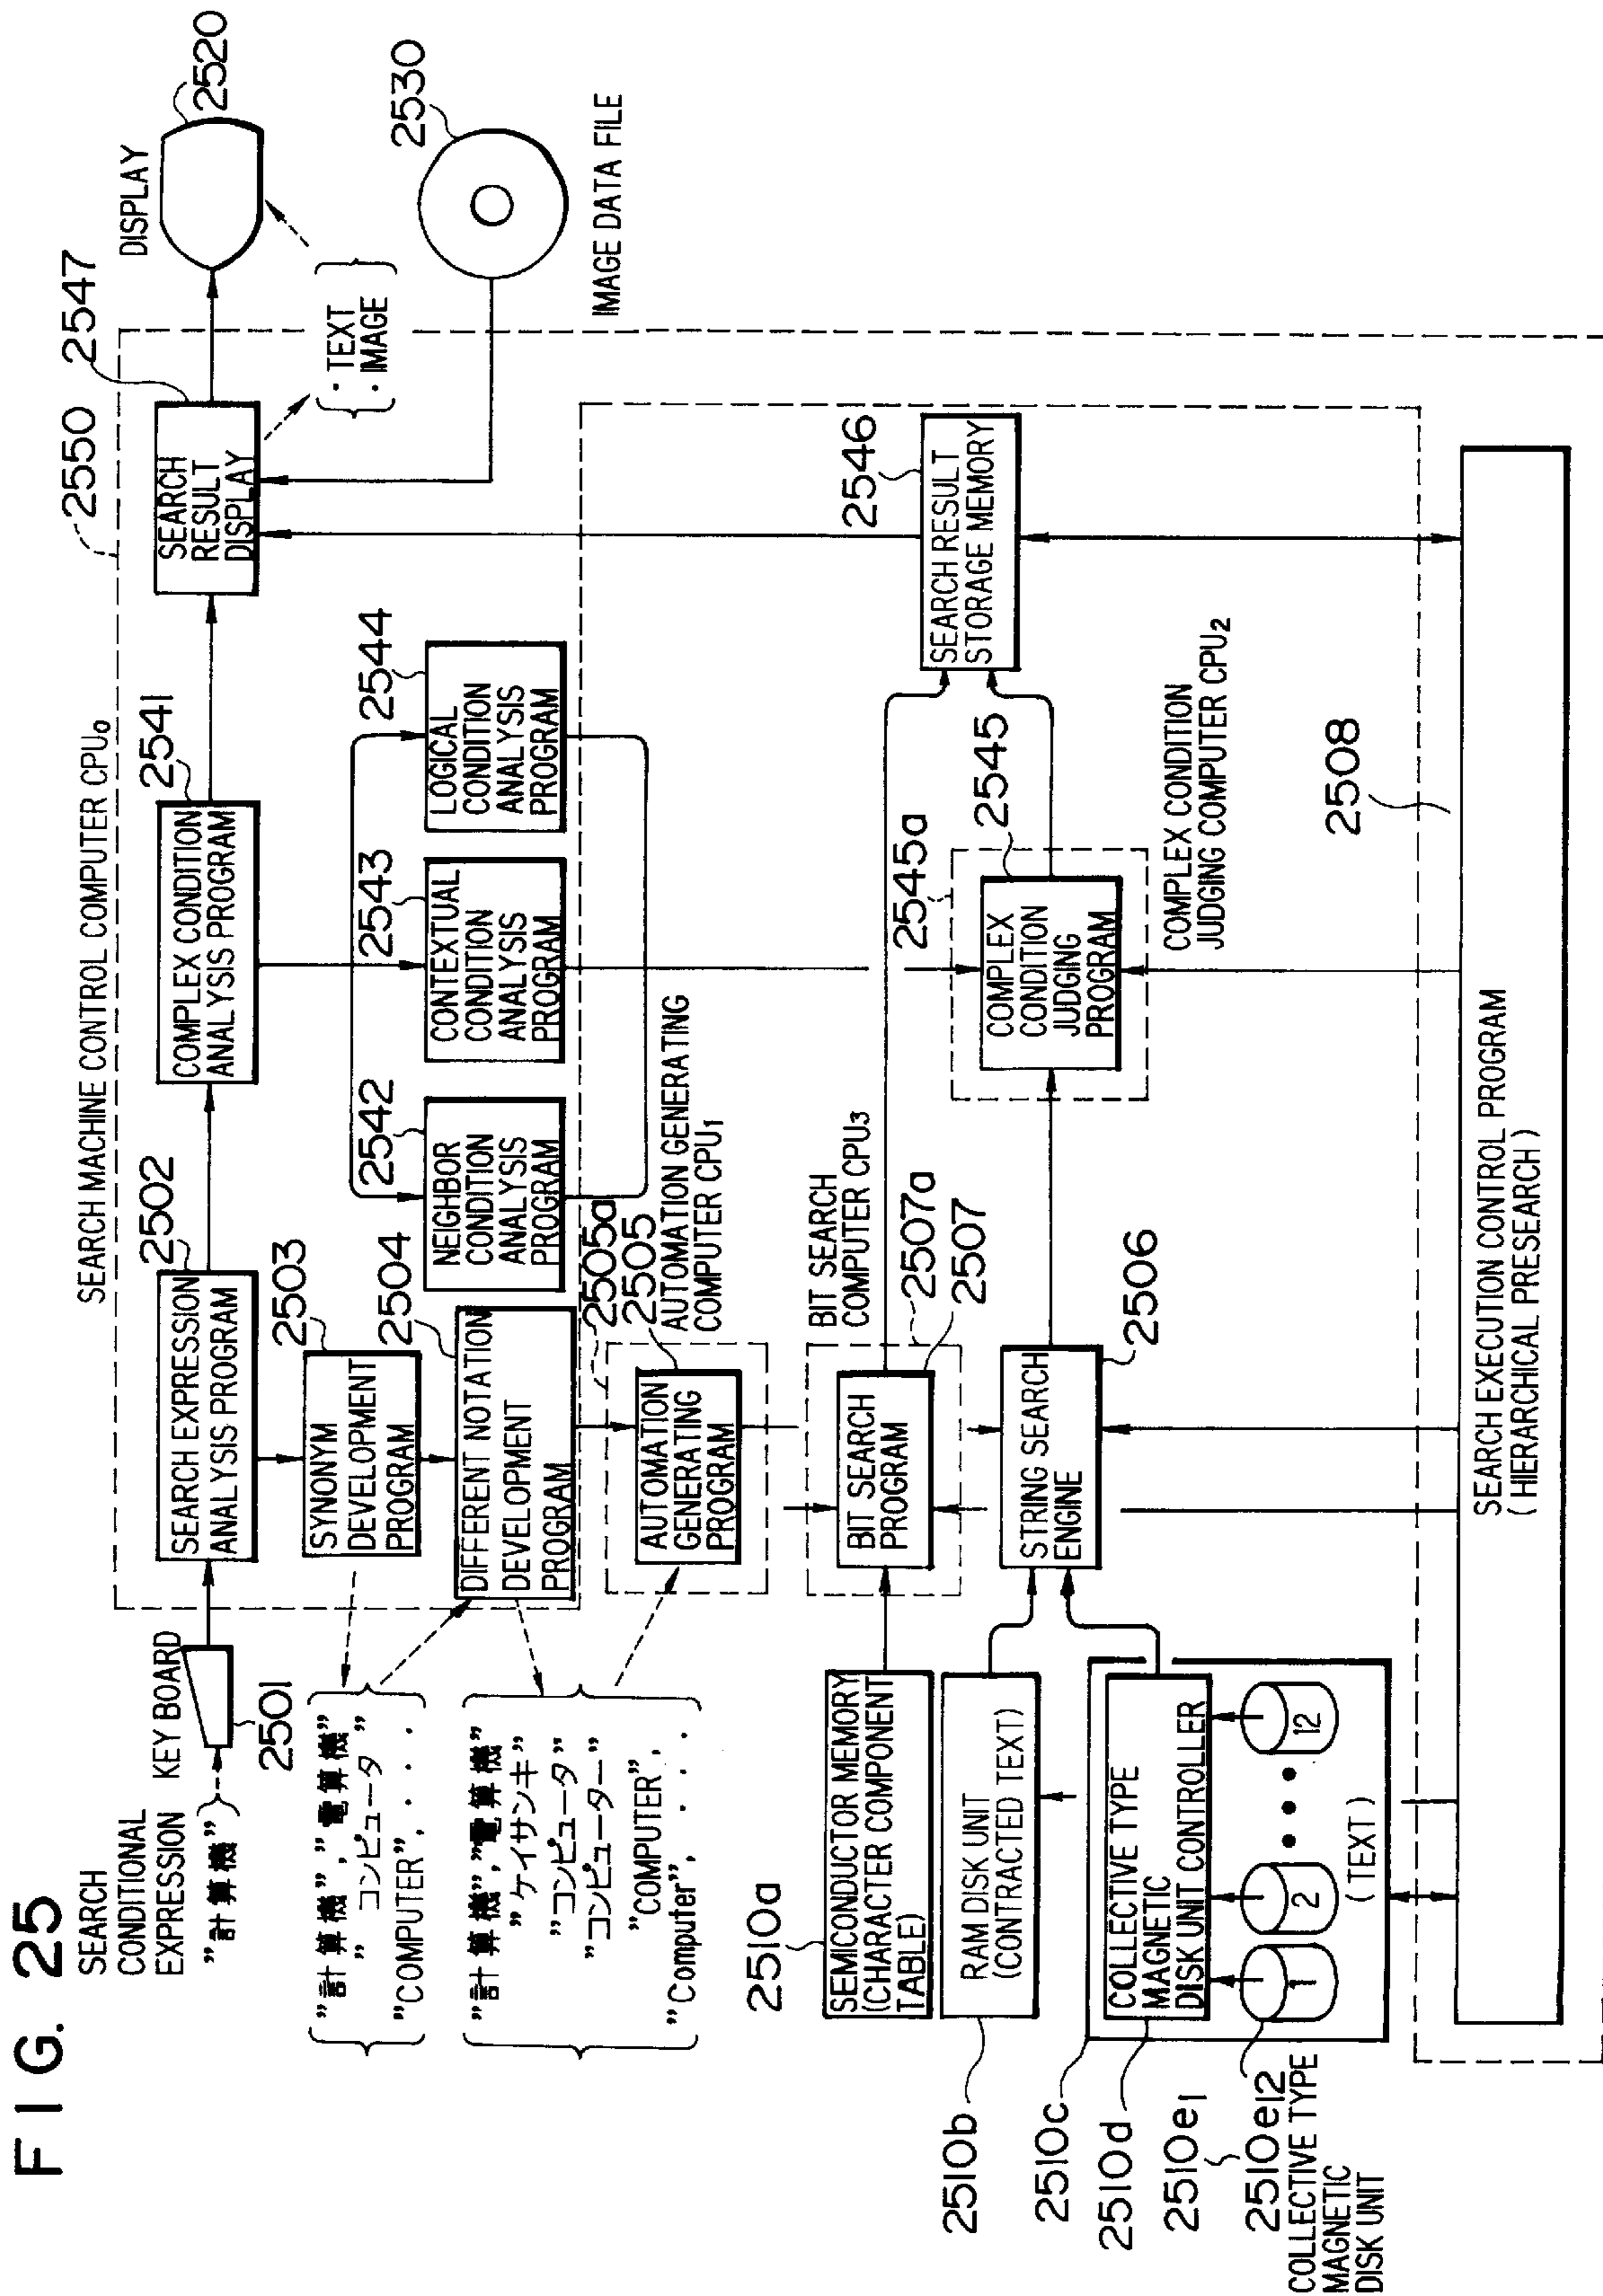 FIG. 25
SEARCH
CONDITIONAL
EXPRESSION
"計算機"
KEY BOARD
2501
SEARCH MACHINE CONTROL COMPUTER CPU₀
2550
SEARCH EXPRESSION
ANALYSIS PROGRAM
2502
COMPLEX CONDITION
ANALYSIS PROGRAM
2541
SEARCH
RESULT
DISPLAY
2547
DISPLAY
2520
· TEXT
· IMAGE
2530
IMAGE DATA FILE
"計算機","電算機"
"コンピュータ"
"COMPUTER", . . .
SYNONYM
DEVELOPMENT
PROGRAM
2503
"計算機","電算機"
"ケイサンキ"
"コンピュータ"
"コンピューター"
"COMPUTER",
"Computer", . . . .
DIFFERENT NOTATION
DEVELOPMENT
PROGRAM
2504
NEIGHBOR
CONDITION
ANALYSIS
PROGRAM
2542
CONTEXTUAL
CONDITION
ANALYSIS
PROGRAM
2543
LOGICAL
CONDITION
ANALYSIS
PROGRAM
2544
2505a
2505
AUTOMATION
GENERATING
PROGRAM
AUTOMATION GENERATING
COMPUTER CPU₁
2510a
SEMICONDUCTOR MEMORY
(CHARACTER COMPONENT
TABLE)
BIT SEARCH
PROGRAM
BIT SEARCH
COMPUTER CPU₃
2507a
2507
2510b
RAM DISK UNIT
(CONTRACTED TEXT)
STRING SEARCH
ENGINE
2506
2545a
2545
COMPLEX
CONDITION
JUDGING
PROGRAM
COMPLEX CONDITION
JUDGING COMPUTER CPU₂
2546
SEARCH RESULT
STORAGE MEMORY
2510c
2510d
COLLECTIVE TYPE
MAGNETIC
DISK UNIT CONTROLLER
2510e₁
2510e₁₂
COLLECTIVE TYPE
MAGNETIC
DISK UNIT
1
2
12
(TEXT)
2508
SEARCH EXECUTION CONTROL PROGRAM
(HIERARCHICAL PRESEARCH)